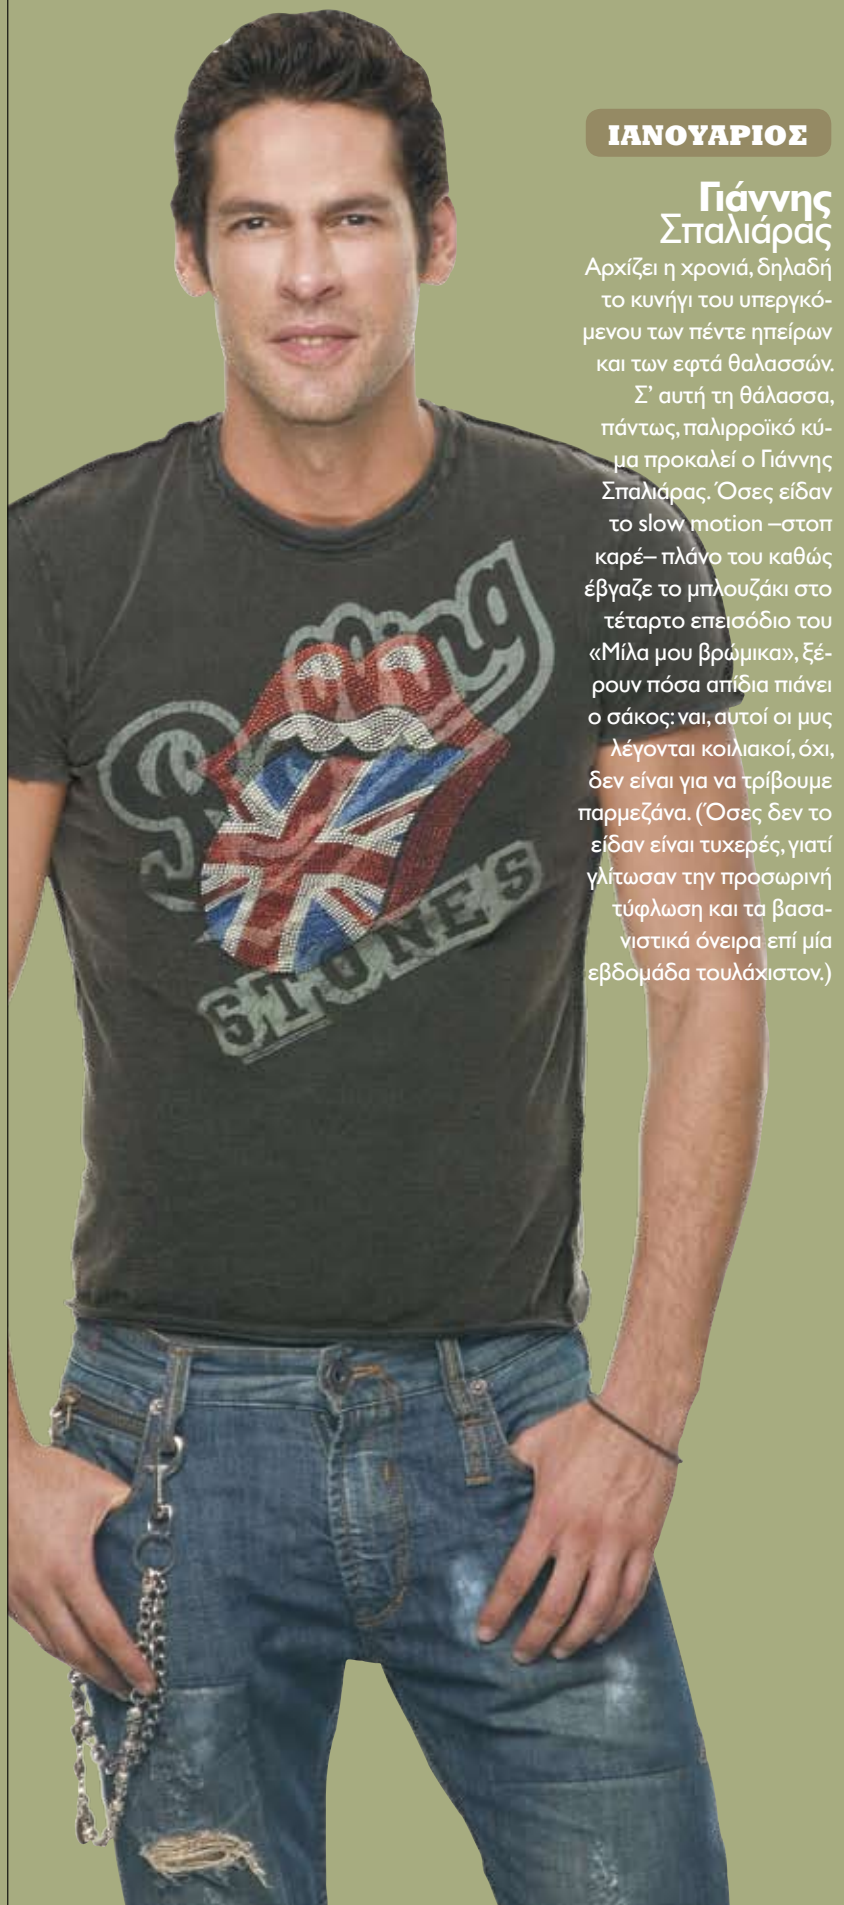 ΙΑΝΟΥΑΡΙΟΣ
Γιάννης
Σπαλιάρας
Αρχίζει η χρονιά, δηλαδή
το κυνήγι του υπεργκό-
μενου των πέντε ηπείρων
και των εφτά θαλασσών.
Σ’ αυτή τη θάλασσα,
πάντως, παλιρροϊκό κύ-
μα προκαλεί ο Γιάννης
Σπαλιάρας. Όσες είδαν
το slow motion –στοπ
καρέ– πλάνο του καθώς
έβγαζε το μπλουζάκι στο
τέταρτο επεισόδιο του
«Μίλα μου βρώμικα», ξέ-
ρουν πόσα απίδια πιάνει
ο σάκος: ναι, αυτοί οι μυς
λέγονται κοιλιακοί, όχι,
δεν είναι για να τρίβουμε
παρμεζάνα. (Όσες δεν το
είδαν είναι τυχερές, γιατί
γλίτωσαν την προσωρινή
τύφλωση και τα βασα-
νιστικά όνειρα επί μία
εβδομάδα τουλάχιστον.)
Rolling
STONES